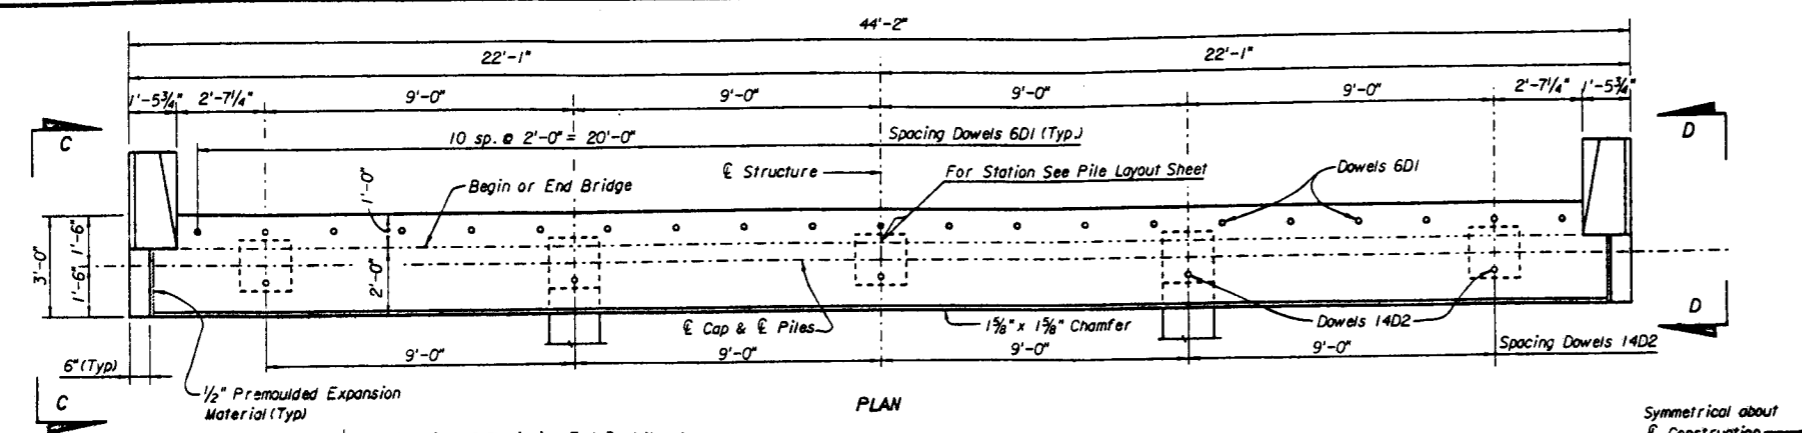 44'-2"
22'-1" 22'-1"
1'-5¾" 2'-7¼" 9'-0" 9'-0" 9'-0" 9'-0" 2'-7¼" 1'-5¾"
C 10 sp. @ 2'-0" = 20'-0" Spacing Dowels 6D1 (Typ.) D
℄ Structure For Station See Pile Layout Sheet Dowels 6D1
Begin or End Bridge
1'-0"
3'-0" 1'-6" 1'-6" 2'-0"
℄ Cap & ℄ Piles 1⅝" x 1⅝" Chamfer Dowels 14D2 D
6" (Typ) 9'-0" 9'-0" 9'-0" 9'-0" Spacing Dowels 14D2
C ½" Premoulded Expansion
Material (Typ)
PLAN
Symmetrical about
℄ Construction